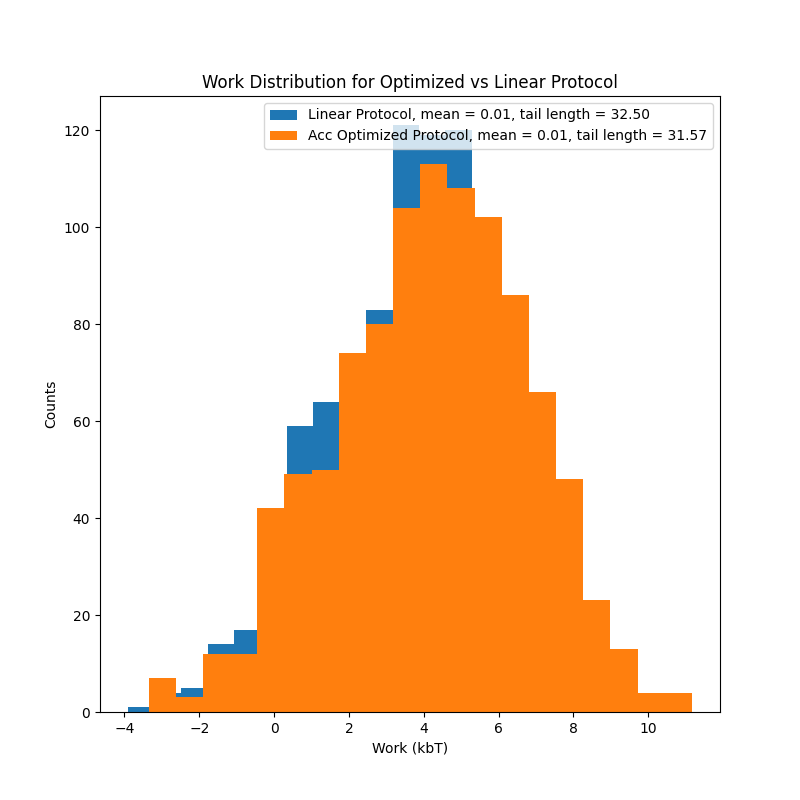 Work Distribution for Optimized vs Linear Protocol
Linear Protocol, mean = 0.01, tail length = 32.50
Acc Optimized Protocol, mean = 0.01, tail length = 31.57
120
100
80
60
40
20
0
Counts
−4 −2 0 2 4 6 8 10
Work (kbT)